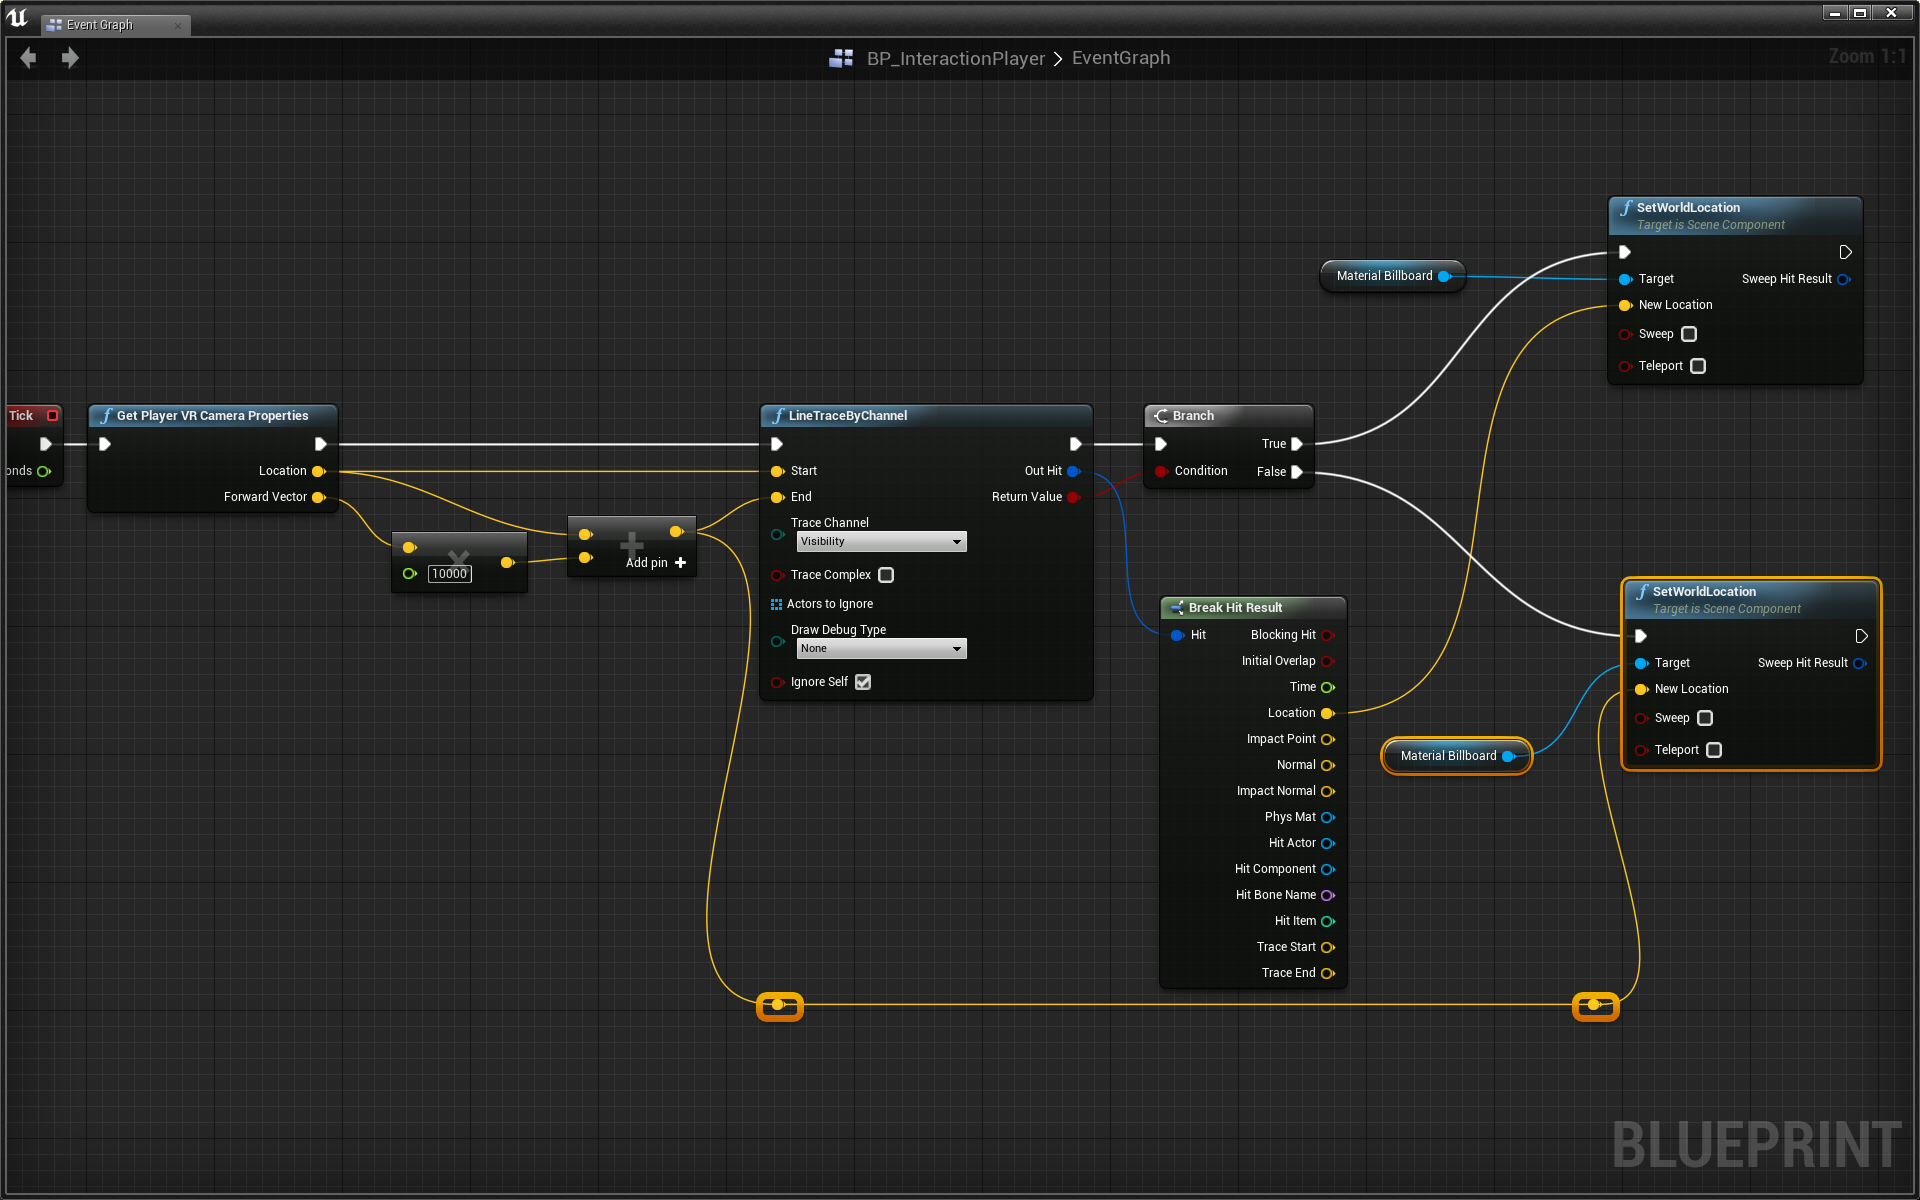 Event Graph
BP_InteractionPlayer > EventGraph
Zoom 1:1
Tick
onds
Get Player VR Camera Properties
Location
Forward Vector
10000
Add pin
LineTraceByChannel
Start
Out Hit
End
Return Value
Trace Channel
Visibility
Trace Complex
Actors to Ignore
Draw Debug Type
None
Ignore Self
Branch
True
Condition
False
Material Billboard
SetWorldLocation
Target is Scene Component
Target
Sweep Hit Result
New Location
Sweep
Teleport
Break Hit Result
Hit
Blocking Hit
Initial Overlap
Time
Location
Impact Point
Normal
Impact Normal
Phys Mat
Hit Actor
Hit Component
Hit Bone Name
Hit Item
Trace Start
Trace End
Material Billboard
SetWorldLocation
Target is Scene Component
Target
Sweep Hit Result
New Location
Sweep
Teleport
BLUEPRINT